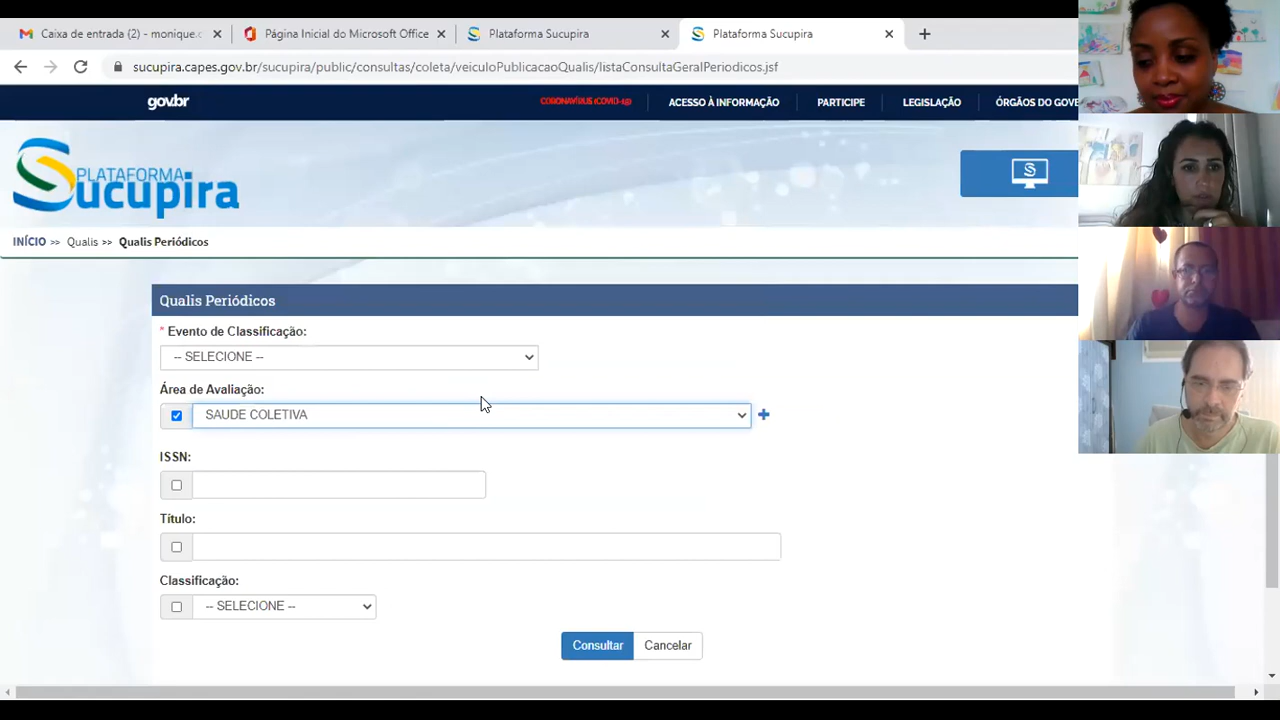 Caixa de entrada (2) - monique.c
Página Inicial do Microsoft Office
Plataforma Sucupira
Plataforma Sucupira
sucupira.capes.gov.br/sucupira/public/consultas/coleta/veiculoPublicacaoQualis/listaConsultaGeralPeriodicos.jsf
gov.br
CORONAVÍRUS (COVID-19)
ACESSO À INFORMAÇÃO
PARTICIPE
LEGISLAÇÃO
ÓRGÃOS DO GOVE
PLATAFORMA
Sucupira
INÍCIO >> Qualis >> Qualis Periódicos
Qualis Periódicos
* Evento de Classificação:
-- SELECIONE --
Área de Avaliação:
SAUDE COLETIVA
ISSN:
Título:
Classificação:
-- SELECIONE --
Consultar Cancelar